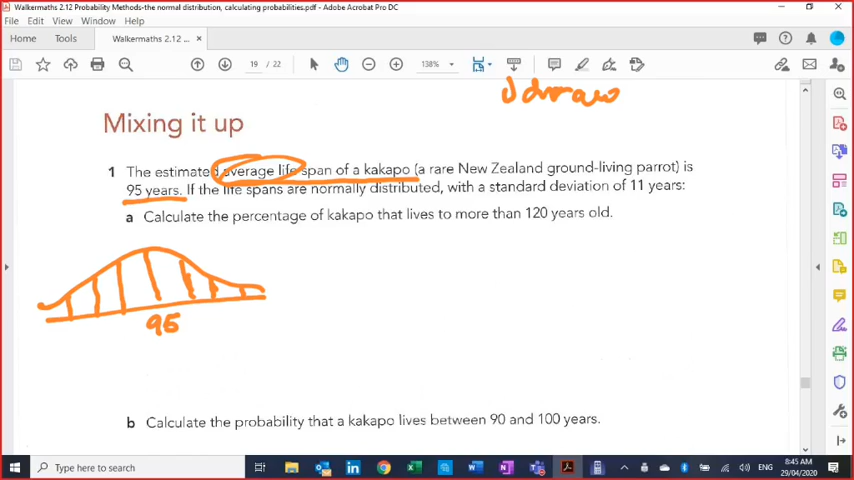 Walkermaths 2.12 Probability Methods-the normal distribution, calculating probabilities.pdf - Adobe Acrobat Pro DC
File Edit View Window Help
Home Tools Walkermaths 2.12 ... ×
19 / 22 138%
Mixing it up
1 The estimated average life span of a kakapo (a rare New Zealand ground-living parrot) is
95 years. If the life spans are normally distributed, with a standard deviation of 11 years:
a Calculate the percentage of kakapo that lives to more than 120 years old.
95
b Calculate the probability that a kakapo lives between 90 and 100 years.
Type here to search
ENG
8:45 AM
29/04/2020